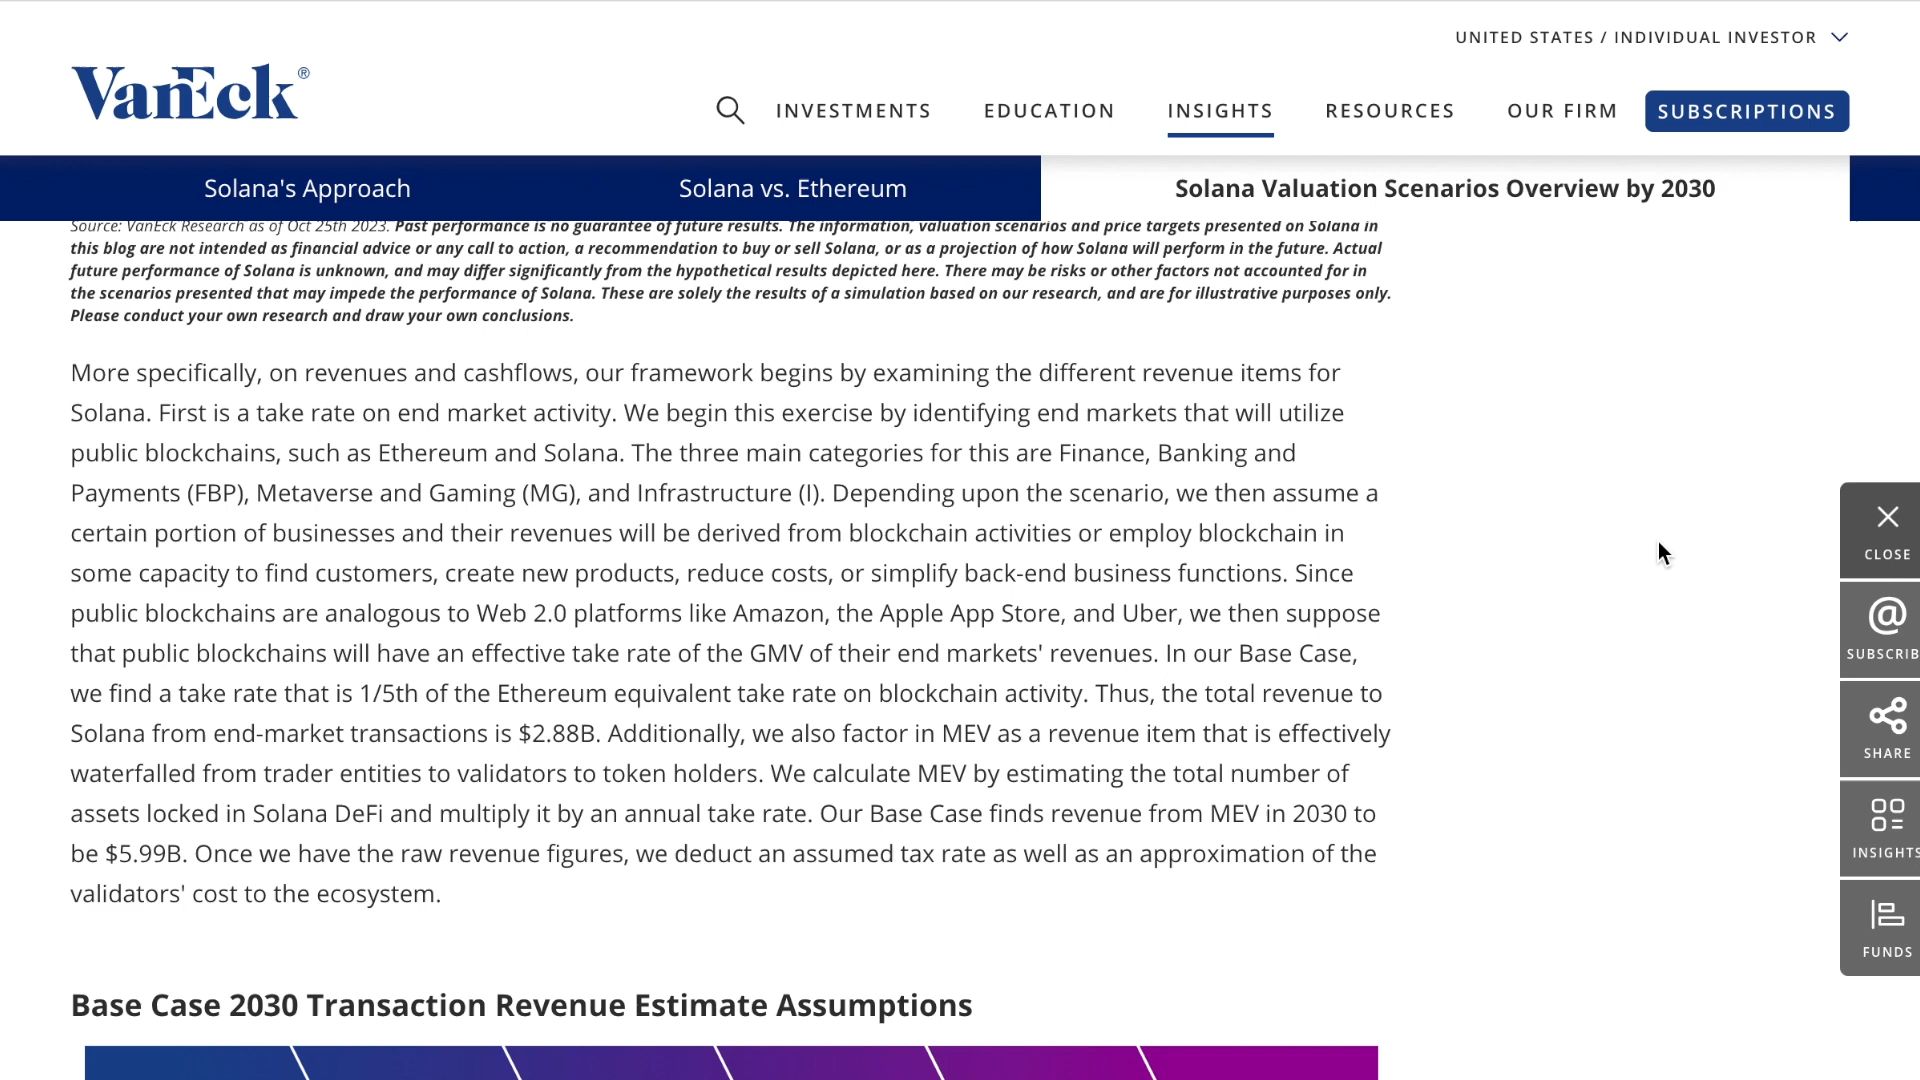 UNITED STATES / INDIVIDUAL INVESTOR
VanEck®
INVESTMENTS
EDUCATION
INSIGHTS
RESOURCES
OUR FIRM
SUBSCRIPTIONS
Solana's Approach
Solana vs. Ethereum
Solana Valuation Scenarios Overview by 2030
Source: VanEck Research as of Oct 25th 2023. Past performance is no guarantee of future results. The information, valuation scenarios and price targets presented on Solana in
this blog are not intended as financial advice or any call to action, a recommendation to buy or sell Solana, or as a projection of how Solana will perform in the future. Actual
future performance of Solana is unknown, and may differ significantly from the hypothetical results depicted here. There may be risks or other factors not accounted for in
the scenarios presented that may impede the performance of Solana. These are solely the results of a simulation based on our research, and are for illustrative purposes only.
Please conduct your own research and draw your own conclusions.
More specifically, on revenues and cashflows, our framework begins by examining the different revenue items for
Solana. First is a take rate on end market activity. We begin this exercise by identifying end markets that will utilize
public blockchains, such as Ethereum and Solana. The three main categories for this are Finance, Banking and
Payments (FBP), Metaverse and Gaming (MG), and Infrastructure (I). Depending upon the scenario, we then assume a
certain portion of businesses and their revenues will be derived from blockchain activities or employ blockchain in
some capacity to find customers, create new products, reduce costs, or simplify back-end business functions. Since
public blockchains are analogous to Web 2.0 platforms like Amazon, the Apple App Store, and Uber, we then suppose
that public blockchains will have an effective take rate of the GMV of their end markets' revenues. In our Base Case,
we find a take rate that is 1/5th of the Ethereum equivalent take rate on blockchain activity. Thus, the total revenue to
Solana from end-market transactions is $2.88B. Additionally, we also factor in MEV as a revenue item that is effectively
waterfalled from trader entities to validators to token holders. We calculate MEV by estimating the total number of
assets locked in Solana DeFi and multiply it by an annual take rate. Our Base Case finds revenue from MEV in 2030 to
be $5.99B. Once we have the raw revenue figures, we deduct an assumed tax rate as well as an approximation of the
validators' cost to the ecosystem.
Base Case 2030 Transaction Revenue Estimate Assumptions
CLOSE
@
SUBSCRIB
SHARE
INSIGHTS
FUNDS